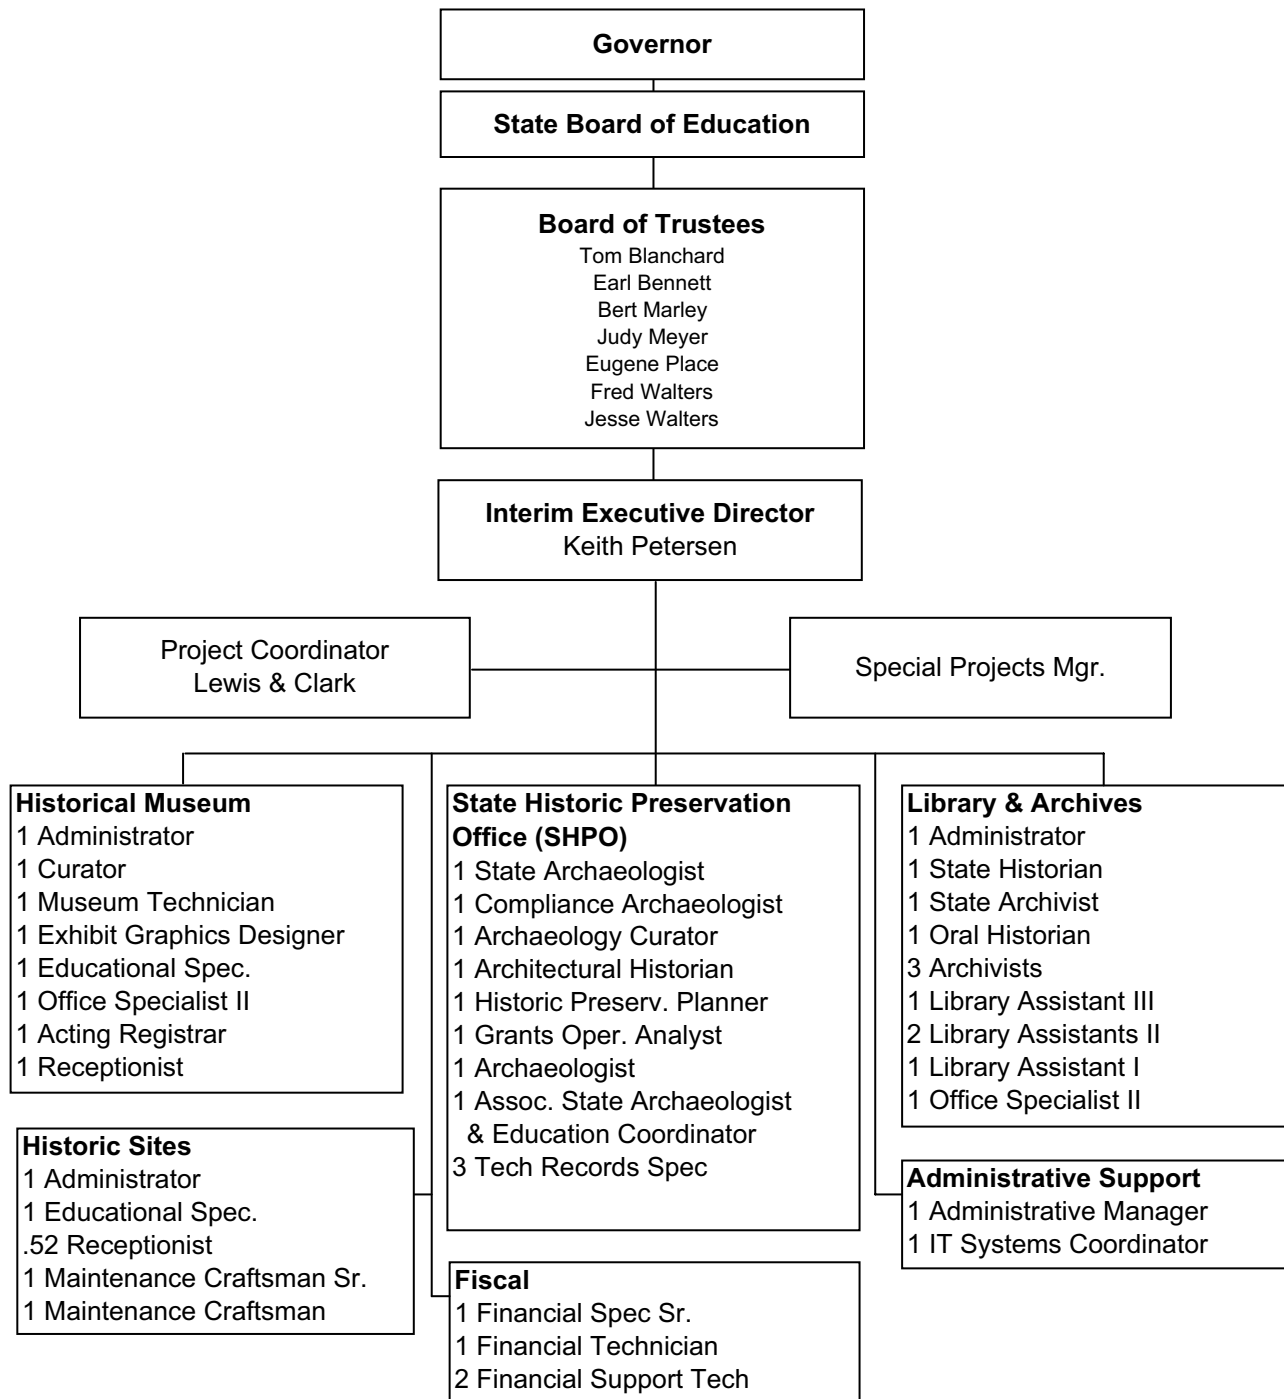 Governor
State Board of Education
Board of Trustees
Tom Blanchard
Earl Bennett
Bert Marley
Judy Meyer
Eugene Place
Fred Walters
Jesse Walters
Interim Executive Director
Keith Petersen
Project Coordinator
Lewis & Clark
Special Projects Mgr.
Historical Museum
1 Administrator
1 Curator
1 Museum Technician
1 Exhibit Graphics Designer
1 Educational Spec.
1 Office Specialist II
1 Acting Registrar
1 Receptionist
Historic Sites
1 Administrator
1 Educational Spec.
.52 Receptionist
1 Maintenance Craftsman Sr.
1 Maintenance Craftsman
State Historic Preservation
Office (SHPO)
1 State Archaeologist
1 Compliance Archaeologist
1 Archaeology Curator
1 Architectural Historian
1 Historic Preserv. Planner
1 Grants Oper. Analyst
1 Archaeologist
1 Assoc. State Archaeologist
& Education Coordinator
3 Tech Records Spec
Fiscal
1 Financial Spec Sr.
1 Financial Technician
2 Financial Support Tech
Library & Archives
1 Administrator
1 State Historian
1 State Archivist
1 Oral Historian
3 Archivists
1 Library Assistant III
2 Library Assistants II
1 Library Assistant I
1 Office Specialist II
Administrative Support
1 Administrative Manager
1 IT Systems Coordinator